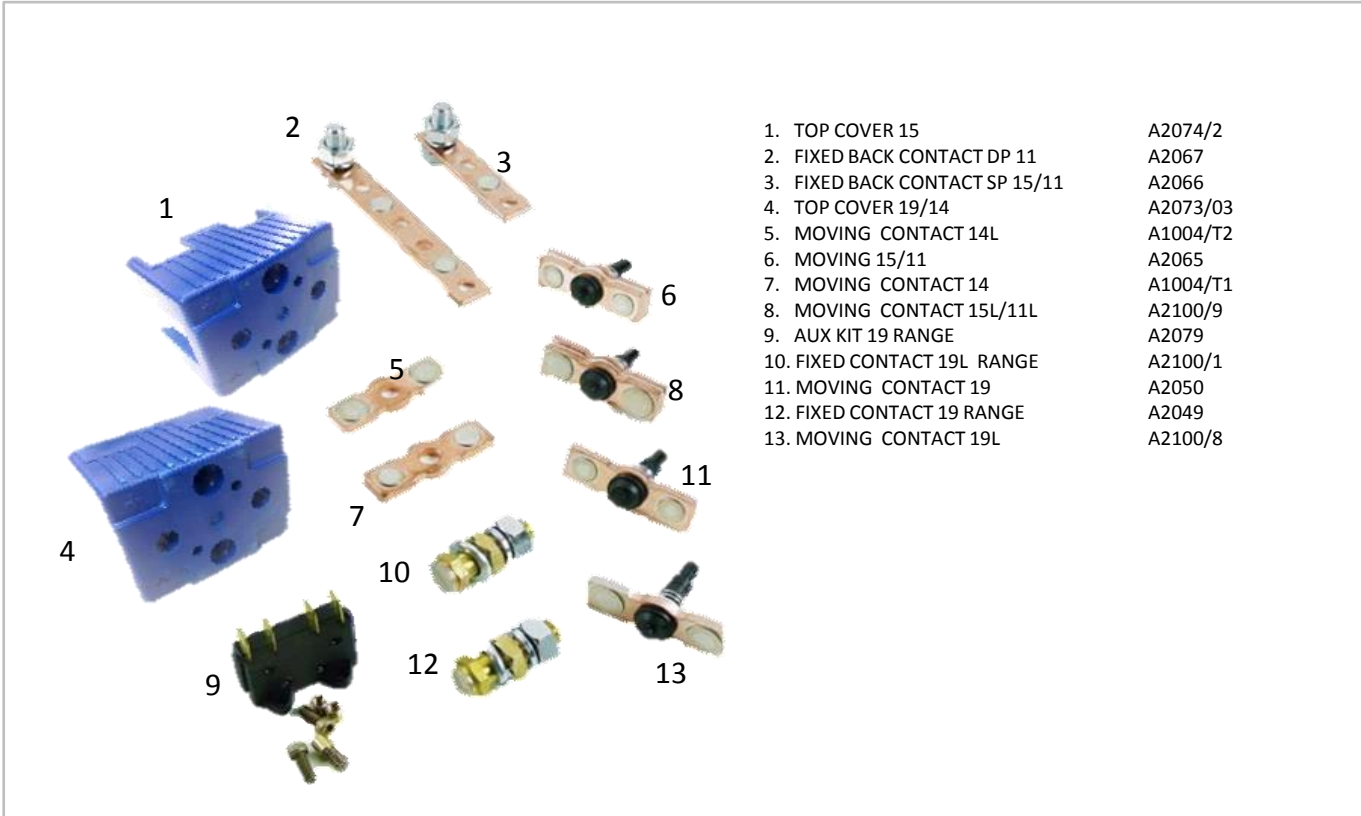 1. TOP COVER 15 A2074/2
2. FIXED BACK CONTACT DP 11 A2067
3. FIXED BACK CONTACT SP 15/11 A2066
4. TOP COVER 19/14 A2073/03
5. MOVING CONTACT 14L A1004/T2
6. MOVING 15/11 A2065
7. MOVING CONTACT 14 A1004/T1
8. MOVING CONTACT 15L/11L A2100/9
9. AUX KIT 19 RANGE A2079
10. FIXED CONTACT 19L RANGE A2100/1
11. MOVING CONTACT 19 A2050
12. FIXED CONTACT 19 RANGE A2049
13. MOVING CONTACT 19L A2100/8
2
3
1
6
5
8
11
7
4
10
12
13
9